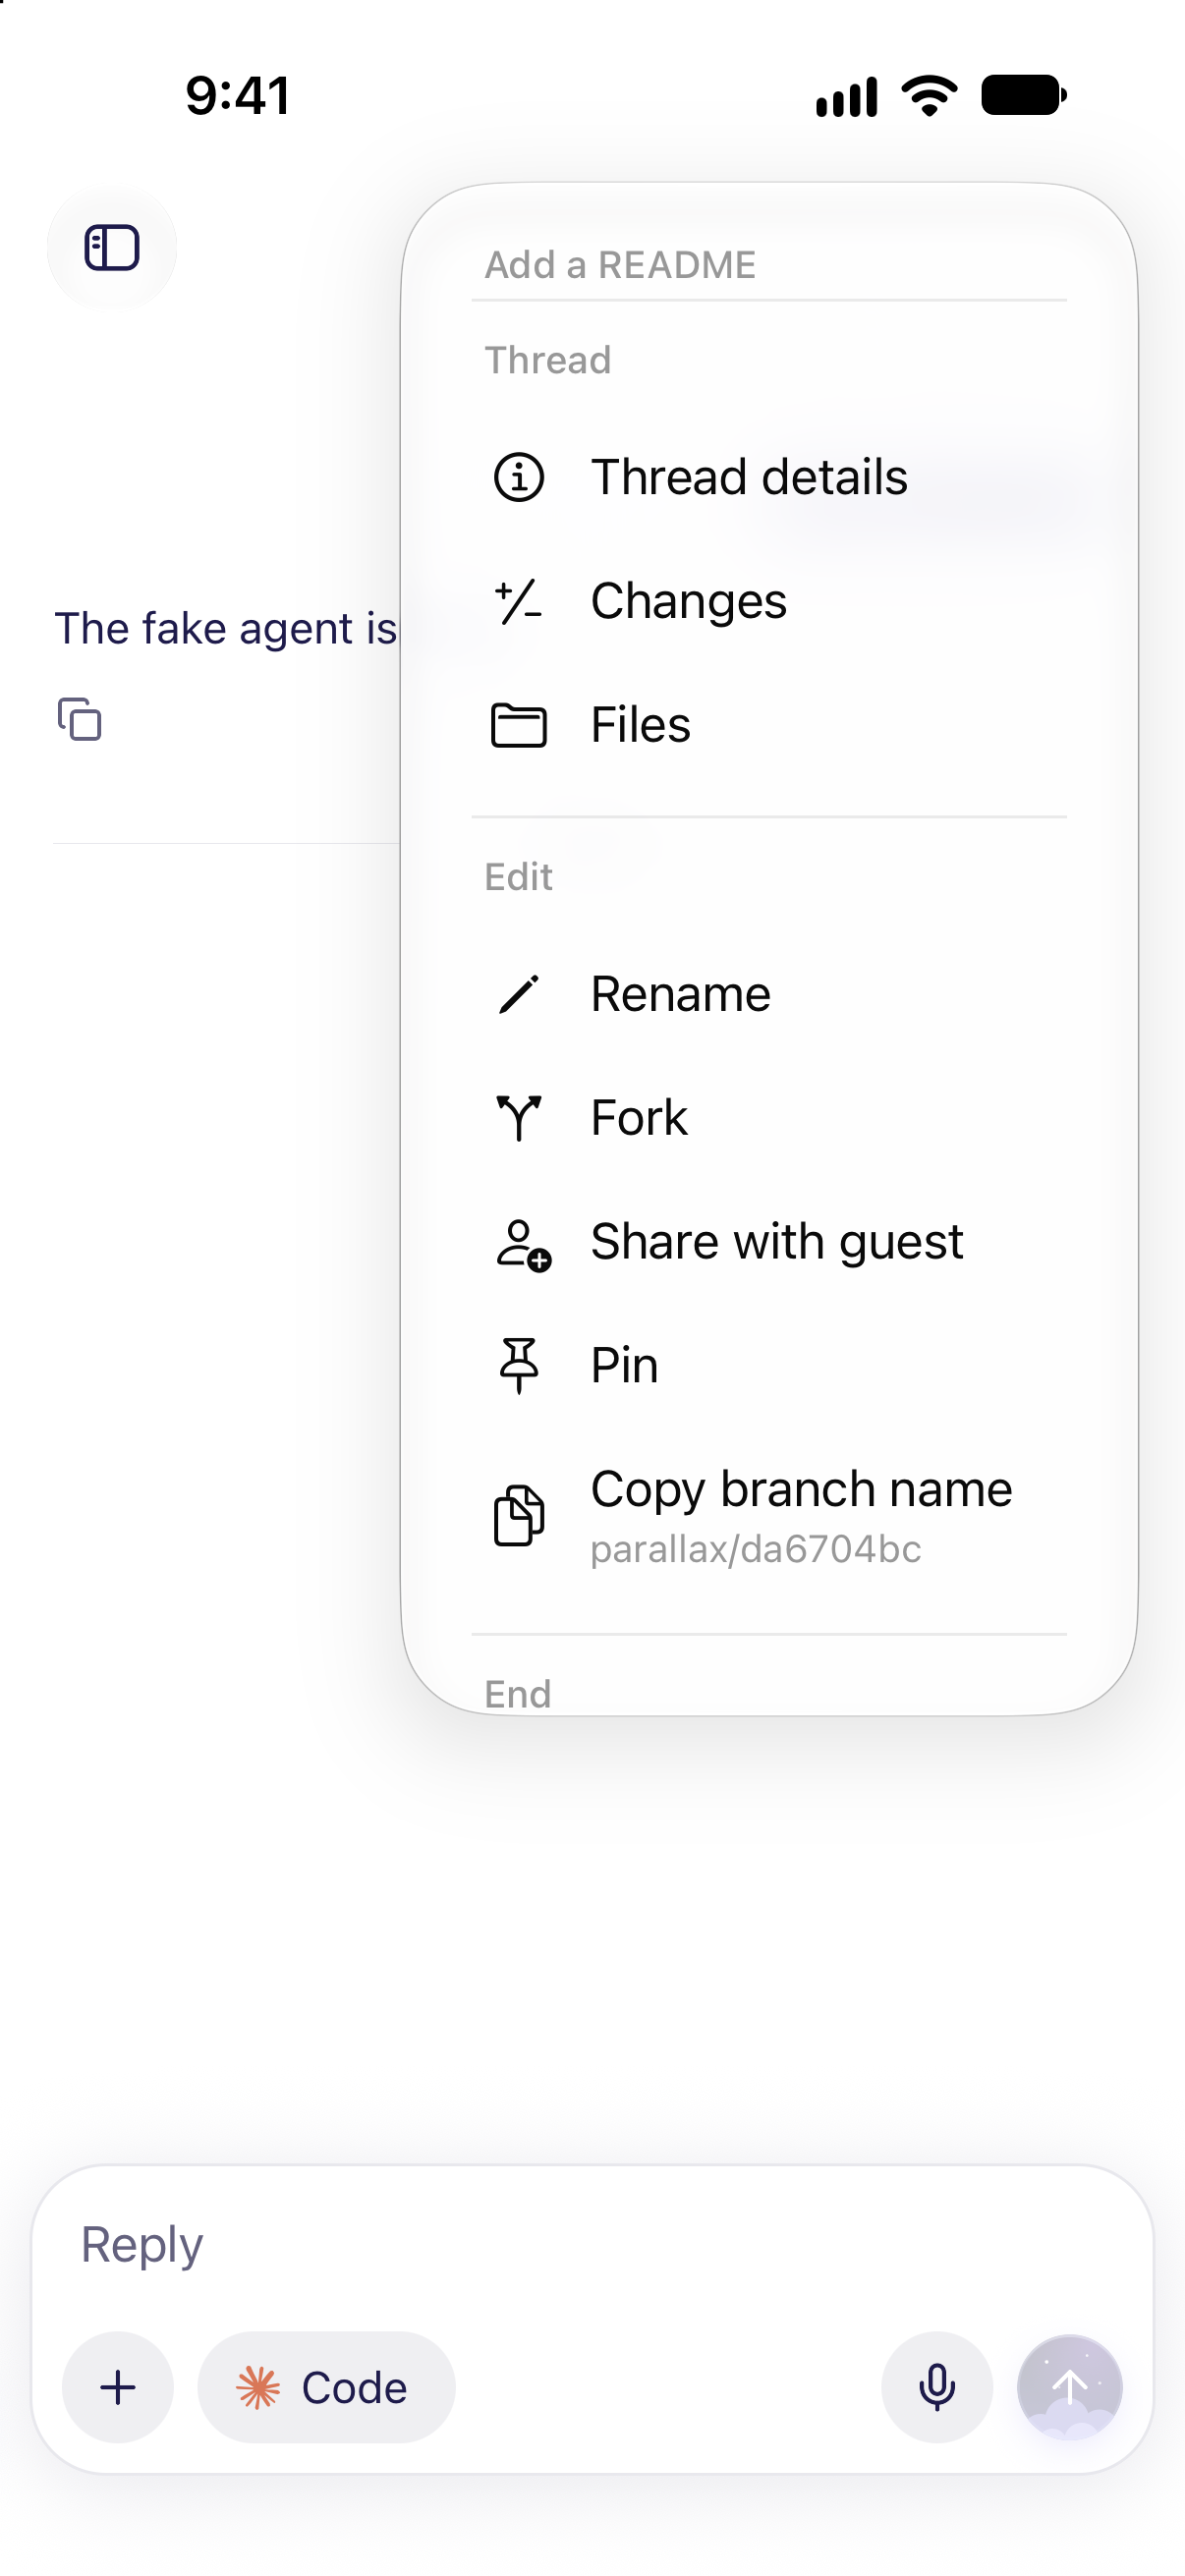 9:41
Add a README
Thread
Thread details
Changes
The fake agent is
Files
Edit
Rename
Fork
Share with guest
Pin
Copy branch name
parallax/da6704bc
End
Reply
Code